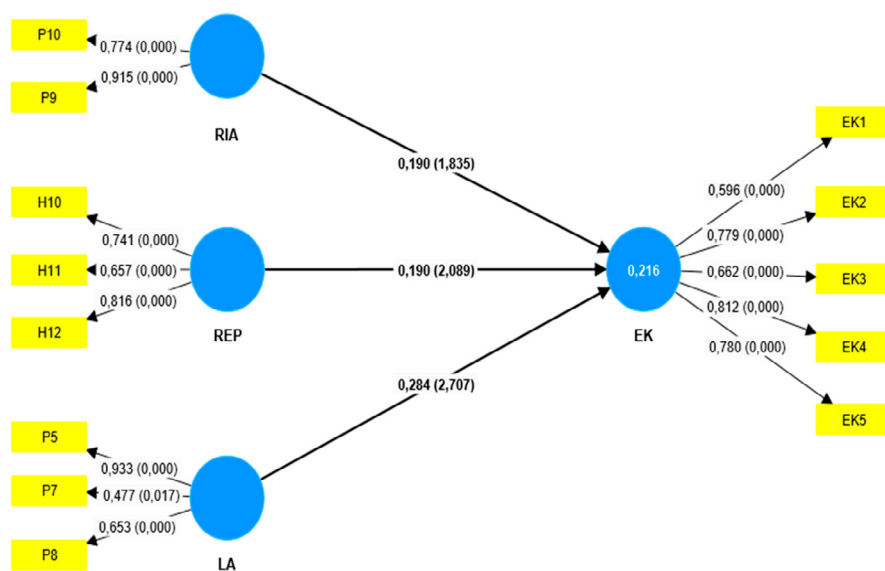 P10
0,774 (0,000)
0,915 (0,000)
P9
RIA
0,190 (1,835)
H10
0,741 (0,000)
H11
0,657 (0,000)
0,816 (0,000)
H12
REP
0,190 (2,089)
P5
0,933 (0,000)
P7
0,477 (0,017)
0,653 (0,000)
P8
LA
0,284 (2,707)
0,216
EK
EK1
0,596 (0,000)
EK2
0,779 (0,000)
0,662 (0,000)
EK3
0,812 (0,000)
EK4
0,780 (0,000)
EK5